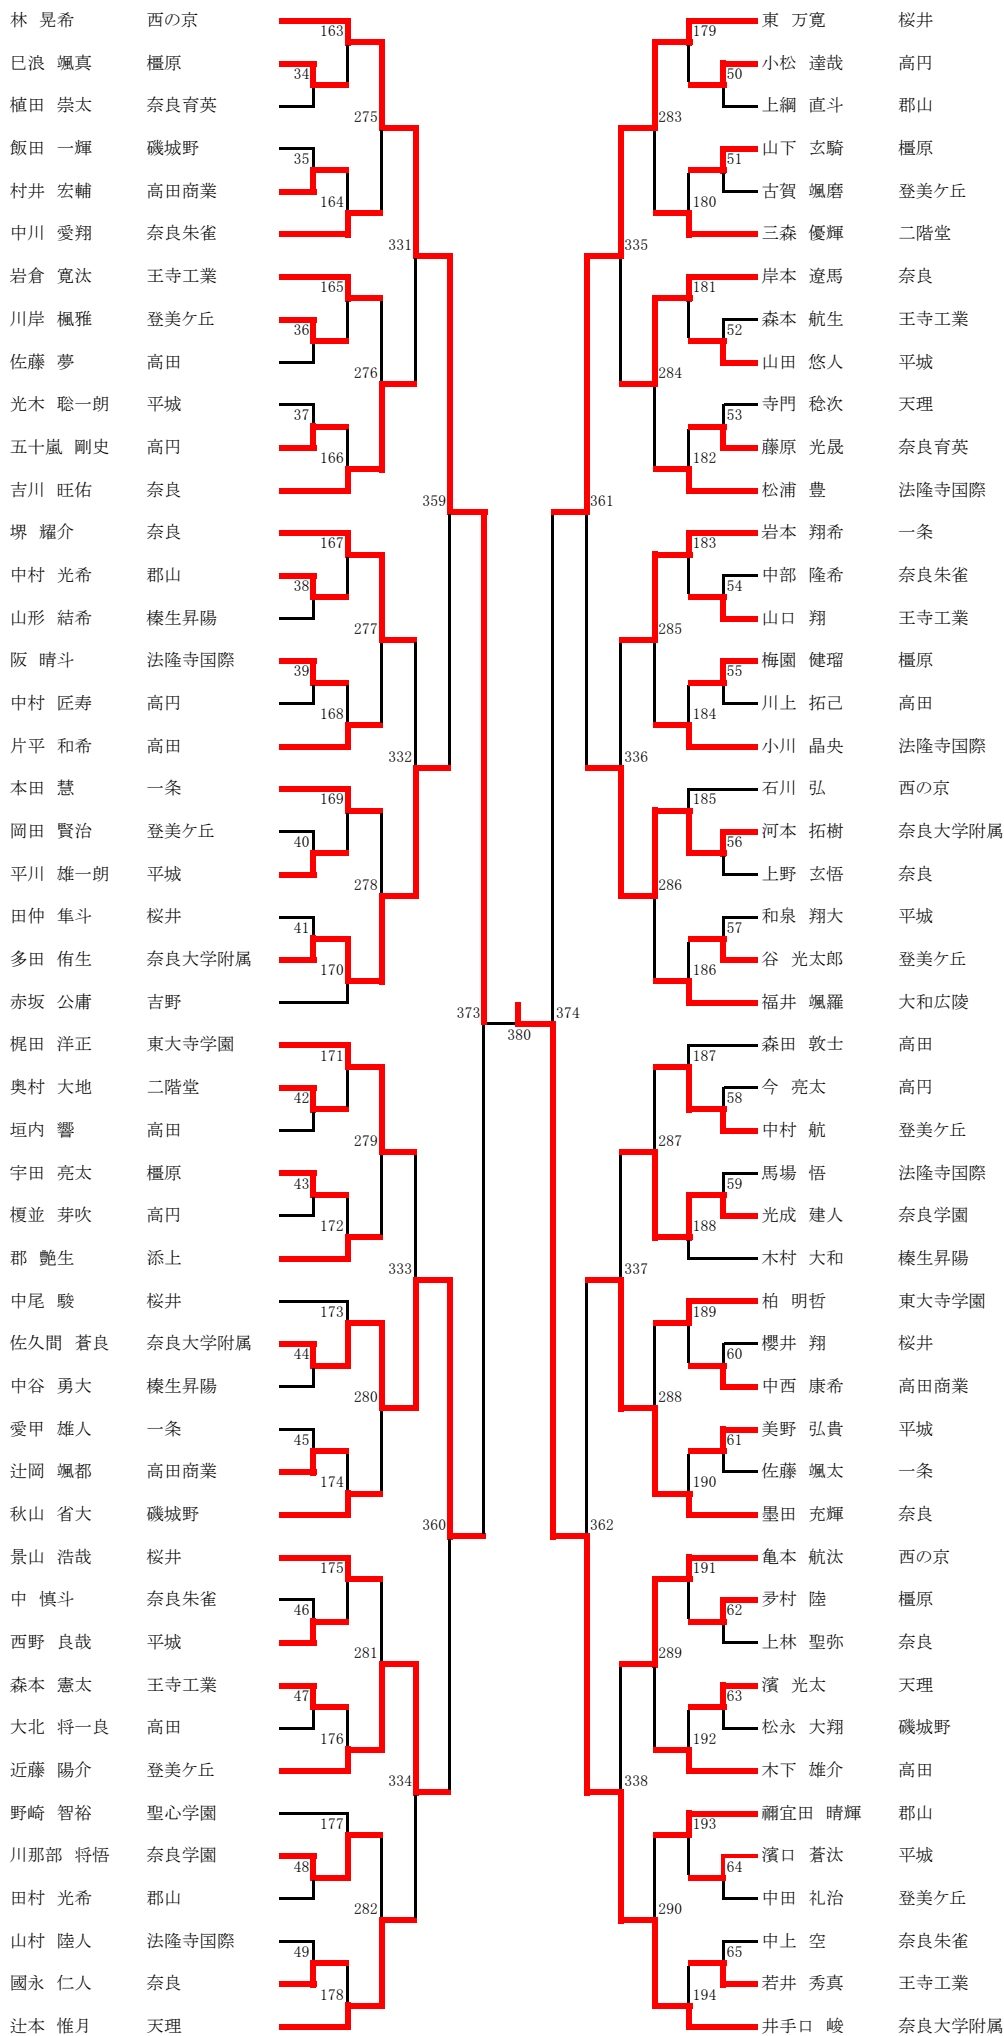 林 晃希 西の京
163
巳浪 颯真 橿原
34
植田 崇太 奈良育英
275
飯田 一輝 磯城野
35
村井 宏輔 高田商業
164
中川 愛翔 奈良朱雀
331
岩倉 寛汰 王寺工業
165
川岸 楓雅 登美ケ丘
36
佐藤 夢 高田
276
光木 聡一朗 平城
37
五十嵐 剛史 高円
166
吉川 旺佑 奈良
359
堺 耀介 奈良
167
中村 光希 郡山
38
山形 結希 榛生昇陽
277
阪 晴斗 法隆寺国際
39
中村 匠寿 高円
168
片平 和希 高田
332
本田 慧 一条
169
岡田 賢治 登美ケ丘
40
平川 雄一朗 平城
278
田仲 隼斗 桜井
41
多田 侑生 奈良大学附属
170
赤坂 公庸 吉野
373
梶田 洋正 東大寺学園
171
奥村 大地 二階堂
42
垣内 響 高田
279
宇田 亮太 橿原
43
榎並 芽吹 高円
172
郡 艶生 添上
333
中尾 駿 桜井
173
佐久間 蒼良 奈良大学附属
44
中谷 勇大 榛生昇陽
280
愛甲 雄人 一条
45
辻岡 颯都 高田商業
174
秋山 省大 磯城野
360
景山 浩哉 桜井
175
中 慎斗 奈良朱雀
46
西野 良哉 平城
281
森本 憲太 王寺工業
47
大北 将一良 高田
176
近藤 陽介 登美ケ丘
334
野崎 智裕 聖心学園
177
川那部 将悟 奈良学園
48
田村 光希 郡山
282
山村 陸人 法隆寺国際
49
國永 仁人 奈良
178
辻本 惟月 天理
380
東 万寛 桜井
179
小松 達哉 高円
50
上綱 直斗 郡山
283
山下 玄騎 橿原
51
古賀 颯磨 登美ケ丘
180
三森 優輝 二階堂
335
岸本 遼馬 奈良
181
森本 航生 王寺工業
52
山田 悠人 平城
284
寺門 稔次 天理
53
藤原 光晟 奈良育英
182
松浦 豊 法隆寺国際
361
岩本 翔希 一条
183
中部 隆希 奈良朱雀
54
山口 翔 王寺工業
285
梅園 健瑠 橿原
55
川上 拓己 高田
184
小川 晶央 法隆寺国際
336
石川 弘 西の京
185
河本 拓樹 奈良大学附属
56
上野 玄悟 奈良
286
和泉 翔大 平城
57
谷 光太郎 登美ケ丘
186
福井 颯羅 大和広陵
374
森田 敦士 高田
187
今 亮太 高円
58
中村 航 登美ケ丘
287
馬場 悟 法隆寺国際
59
光成 建人 奈良学園
188
木村 大和 榛生昇陽
337
柏 明哲 東大寺学園
189
櫻井 翔 桜井
60
中西 康希 高田商業
288
美野 弘貴 平城
61
佐藤 颯太 一条
190
墨田 充輝 奈良
362
亀本 航汰 西の京
191
夛村 陸 橿原
62
上林 聖弥 奈良
289
濱 光太 天理
63
松永 大翔 磯城野
192
木下 雄介 高田
338
禰宜田 晴輝 郡山
193
濱口 蒼汰 平城
64
中田 礼治 登美ケ丘
290
中上 空 奈良朱雀
65
若井 秀真 王寺工業
194
井手口 峻 奈良大学附属